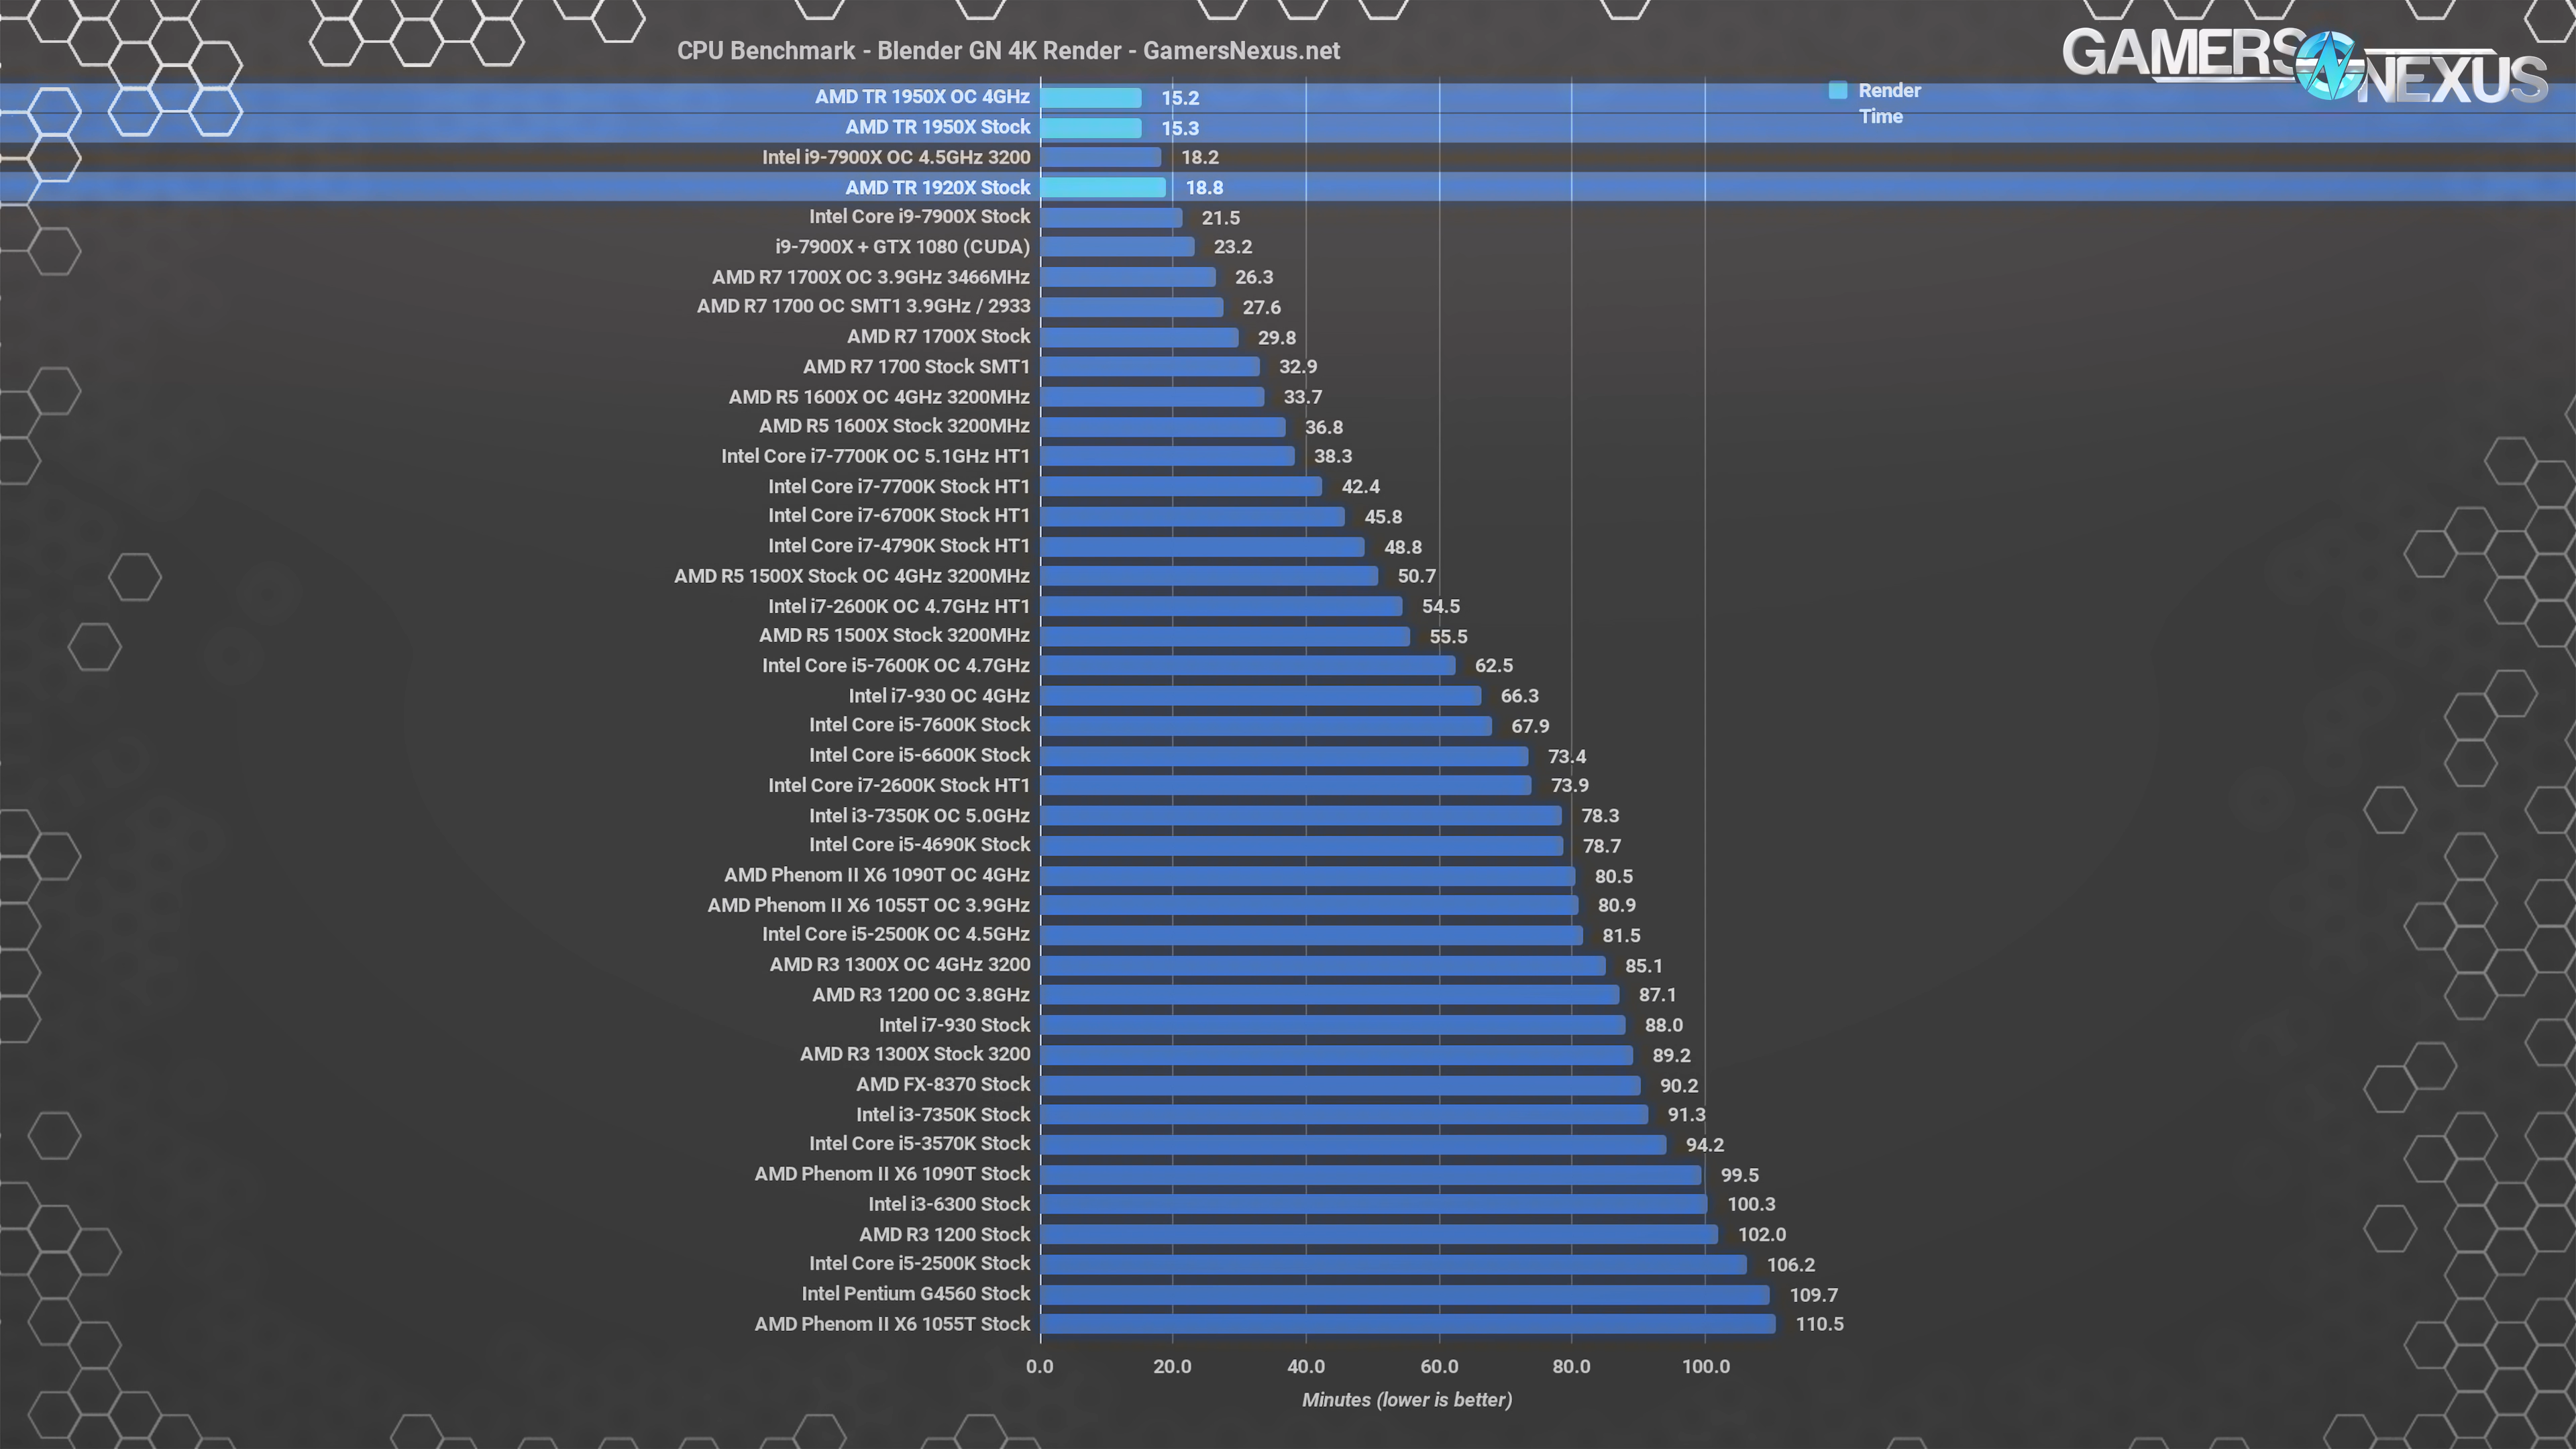 CPU Benchmark - Blender GN 4K Render - GamersNexus.net
GAMERS NEXUS
Render
Time
AMD TR 1950X OC 4GHz 15.2
AMD TR 1950X Stock 15.3
Intel i9-7900X OC 4.5GHz 3200 18.2
AMD TR 1920X Stock 18.8
Intel Core i9-7900X Stock 21.5
i9-7900X + GTX 1080 (CUDA) 23.2
AMD R7 1700X OC 3.9GHz 3466MHz 26.3
AMD R7 1700 OC SMT1 3.9GHz / 2933 27.6
AMD R7 1700X Stock 29.8
AMD R7 1700 Stock SMT1 32.9
AMD R5 1600X OC 4GHz 3200MHz 33.7
AMD R5 1600X Stock 3200MHz 36.8
Intel Core i7-7700K OC 5.1GHz HT1 38.3
Intel Core i7-7700K Stock HT1 42.4
Intel Core i7-6700K Stock HT1 45.8
Intel Core i7-4790K Stock HT1 48.8
AMD R5 1500X Stock OC 4GHz 3200MHz 50.7
Intel i7-2600K OC 4.7GHz HT1 54.5
AMD R5 1500X Stock 3200MHz 55.5
Intel Core i5-7600K OC 4.7GHz 62.5
Intel i7-930 OC 4GHz 66.3
Intel Core i5-7600K Stock 67.9
Intel Core i5-6600K Stock 73.4
Intel Core i7-2600K Stock HT1 73.9
Intel i3-7350K OC 5.0GHz 78.3
Intel Core i5-4690K Stock 78.7
AMD Phenom II X6 1090T OC 4GHz 80.5
AMD Phenom II X6 1055T OC 3.9GHz 80.9
Intel Core i5-2500K OC 4.5GHz 81.5
AMD R3 1300X OC 4GHz 3200 85.1
AMD R3 1200 OC 3.8GHz 87.1
Intel i7-930 Stock 88.0
AMD R3 1300X Stock 3200 89.2
AMD FX-8370 Stock 90.2
Intel i3-7350K Stock 91.3
Intel Core i5-3570K Stock 94.2
AMD Phenom II X6 1090T Stock 99.5
Intel i3-6300 Stock 100.3
AMD R3 1200 Stock 102.0
Intel Core i5-2500K Stock 106.2
Intel Pentium G4560 Stock 109.7
AMD Phenom II X6 1055T Stock 110.5
0.0 20.0 40.0 60.0 80.0 100.0
Minutes (lower is better)